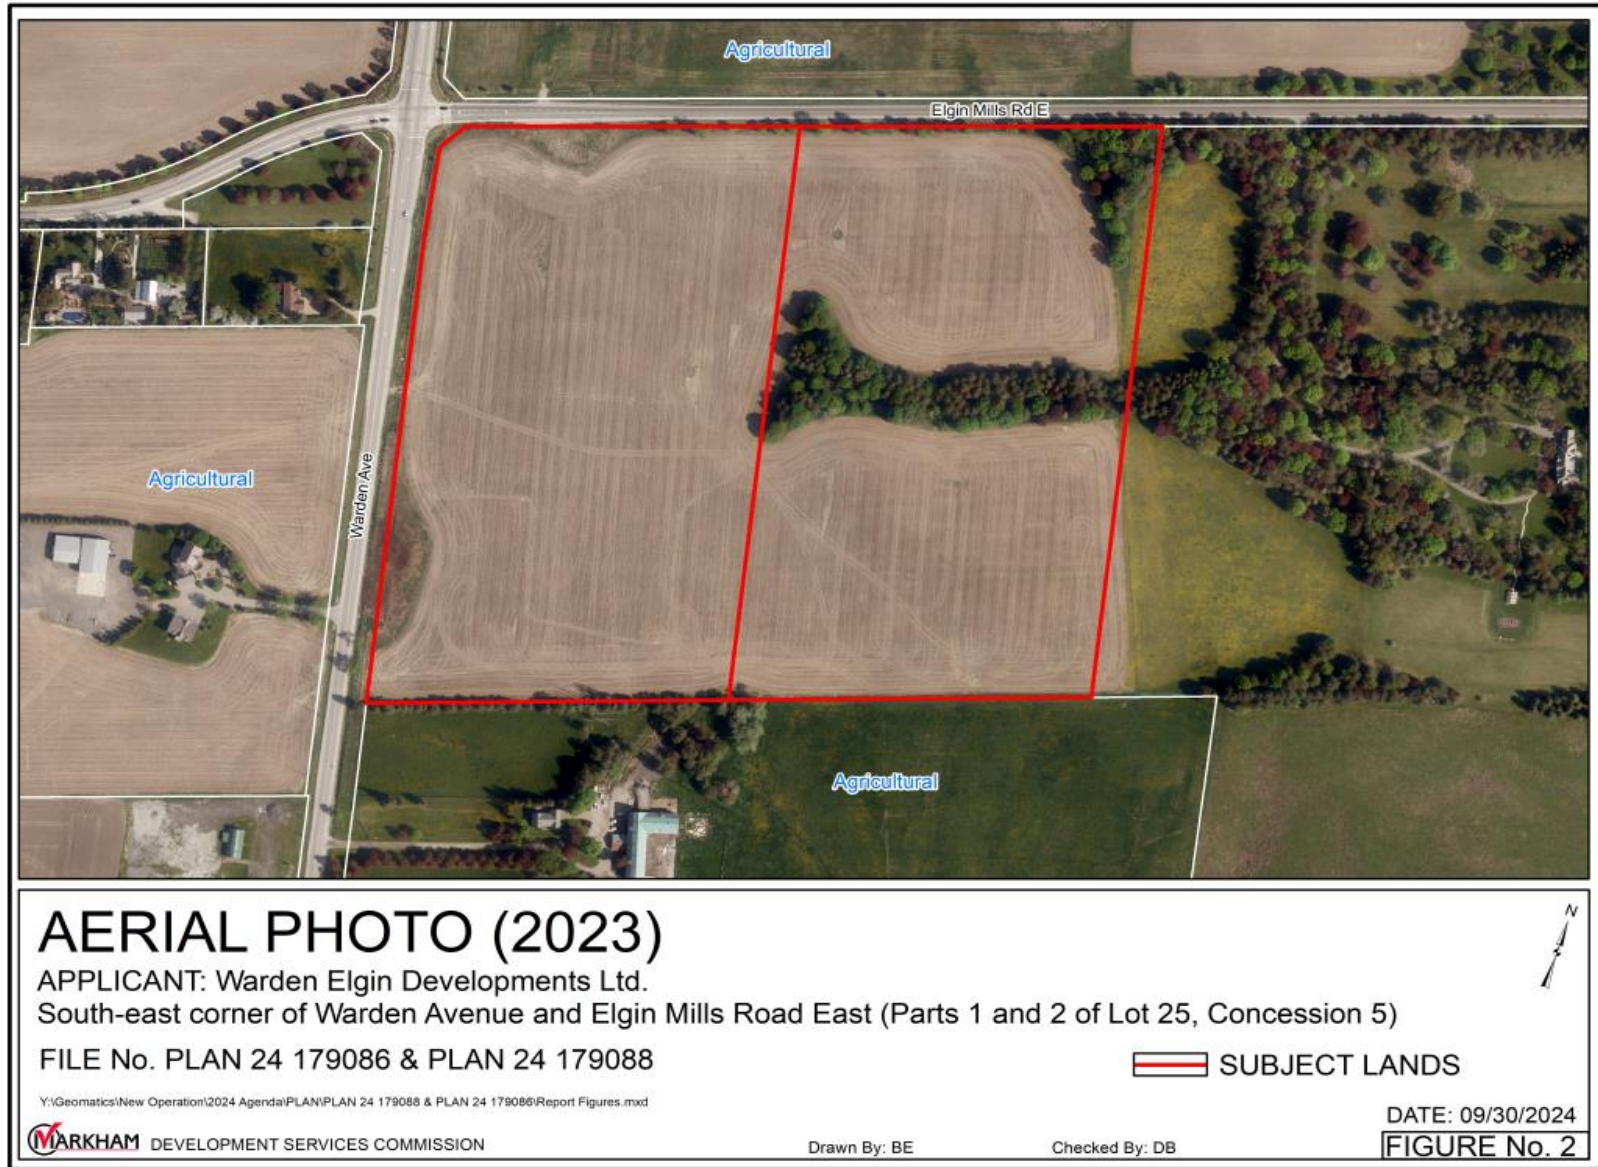 Agricultural
Elgin Mills Rd E
Agricultural
Warden Ave
Agricultural
AERIAL PHOTO (2023)
N
APPLICANT: Warden Elgin Developments Ltd.
South-east corner of Warden Avenue and Elgin Mills Road East (Parts 1 and 2 of Lot 25, Concession 5)
FILE No. PLAN 24 179086 & PLAN 24 179088
SUBJECT LANDS
Y:\Geomatics\New Operation\2024 Agenda\PLAN\PLAN 24 179088 & PLAN 24 179086\Report Figures.mxd
DATE: 09/30/2024
MARKHAM DEVELOPMENT SERVICES COMMISSION
Drawn By: BE
Checked By: DB
FIGURE No. 2